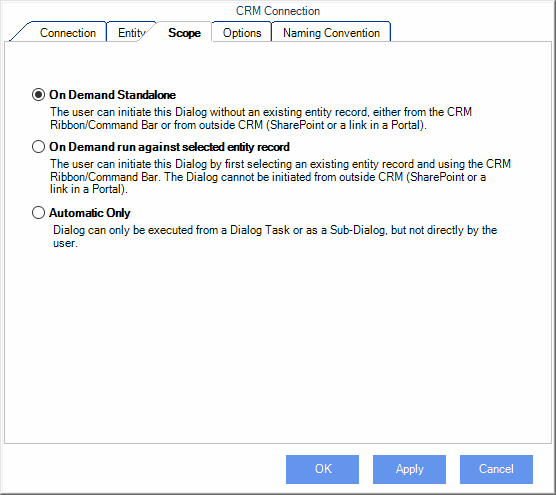 CRM Connection
Connection Entity Scope Options Naming Convention
On Demand Standalone
The user can initiate this Dialog without an existing entity record, either from the CRM
Ribbon/Command Bar or from outside CRM (SharePoint or a link in a Portal).
On Demand run against selected entity record
The user can initiate this Dialog by first selecting an existing entity record and using the CRM
Ribbon/Command Bar. The Dialog cannot be initiated from outside CRM (SharePoint or a
link in a Portal).
Automatic Only
Dialog can only be executed from a Dialog Task or as a Sub-Dialog, but not directly by the
user.
OK Apply Cancel